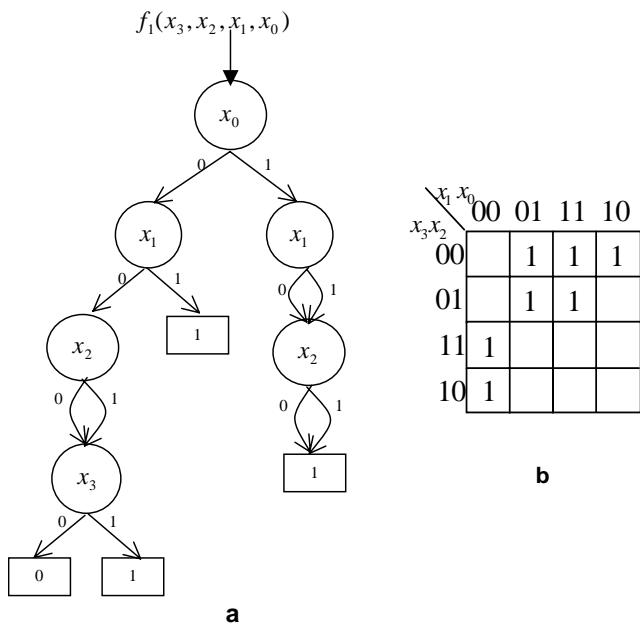 f₁(x₃, x₂, x₁, x₀)
x₀
0 1
x₁ x₁
0 1 0 1
x₂ 1 x₂
0 1 0 1
x₃ 1
0 1
0 1
a
x₁ x₀
x₃x₂
00 01 11 10
00 1 1 1
01 1 1
11 1
10 1
b